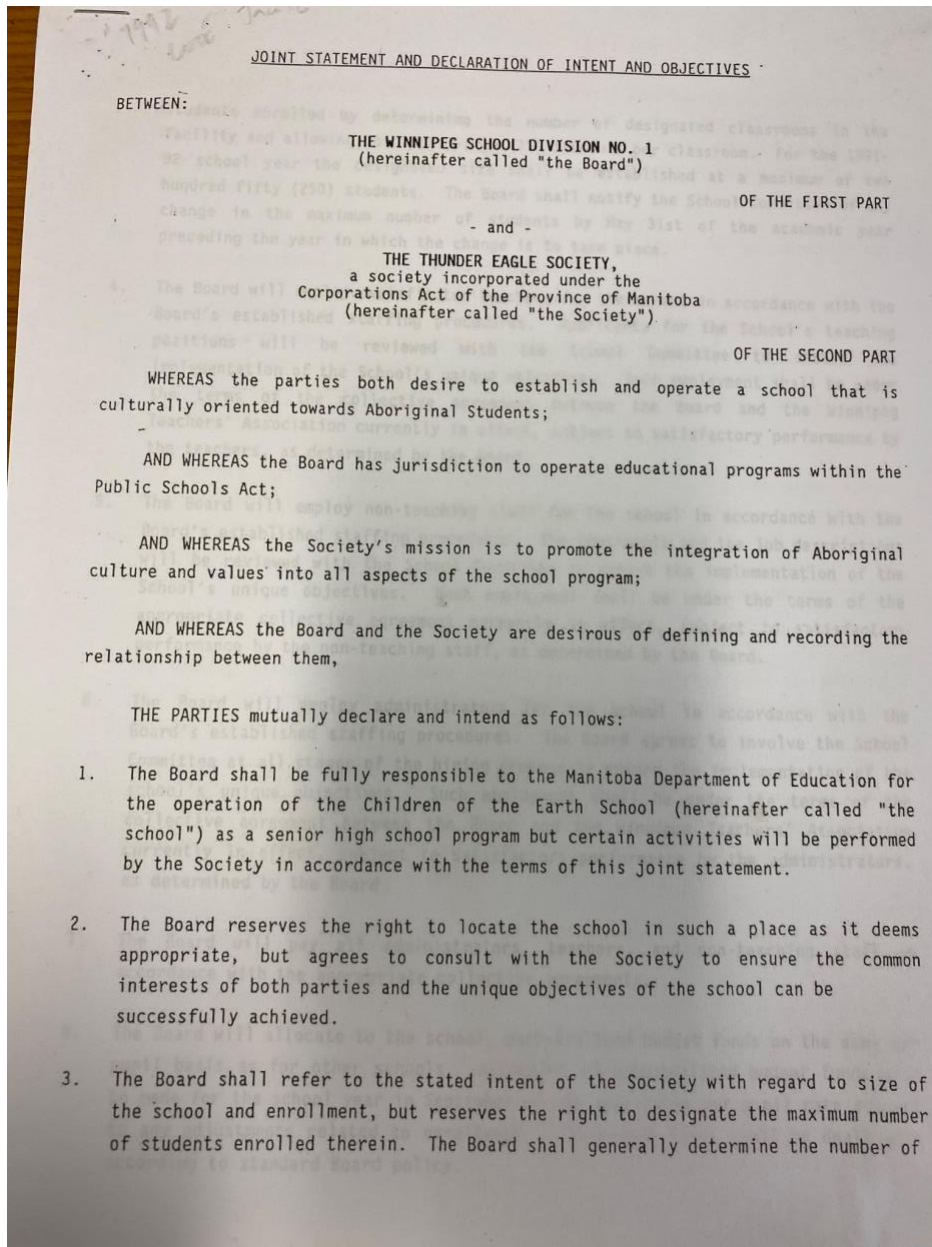 1992
JOINT STATEMENT AND DECLARATION OF INTENT AND OBJECTIVES
BETWEEN:
THE WINNIPEG SCHOOL DIVISION NO. 1
(hereinafter called "the Board")
OF THE FIRST PART
- and -
THE THUNDER EAGLE SOCIETY,
a society incorporated under the
Corporations Act of the Province of Manitoba
(hereinafter called "the Society")
OF THE SECOND PART
WHEREAS the parties both desire to establish and operate a school that is
culturally oriented towards Aboriginal Students;
AND WHEREAS the Board has jurisdiction to operate educational programs within the
Public Schools Act;
AND WHEREAS the Society's mission is to promote the integration of Aboriginal
culture and values into all aspects of the school program;
AND WHEREAS the Board and the Society are desirous of defining and recording the
relationship between them,
THE PARTIES mutually declare and intend as follows:
1. The Board shall be fully responsible to the Manitoba Department of Education for
the operation of the Children of the Earth School (hereinafter called "the
school") as a senior high school program but certain activities will be performed
by the Society in accordance with the terms of this joint statement.
2. The Board reserves the right to locate the school in such a place as it deems
appropriate, but agrees to consult with the Society to ensure the common
interests of both parties and the unique objectives of the school can be
successfully achieved.
3. The Board shall refer to the stated intent of the Society with regard to size of
the school and enrollment, but reserves the right to designate the maximum number
of students enrolled therein. The Board shall generally determine the number of